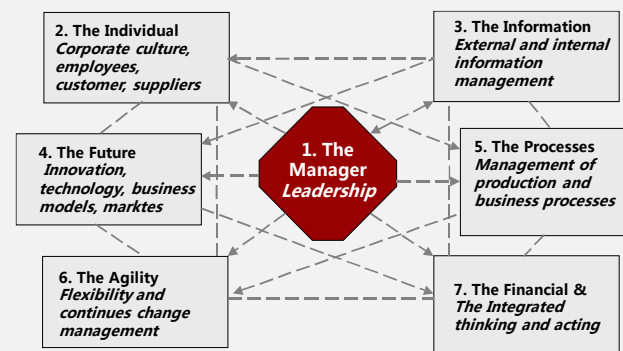 2. The Individual
Corporate culture,
employees,
customer, suppliers
3. The Information
External and internal
information
management
1. The
Manager
Leadership
4. The Future
Innovation,
technology, business
models, marktes
5. The Processes
Management of
production and
business processes
6. The Agility
Flexibility and
continues change
management
7. The Financial &
The Integrated
thinking and acting